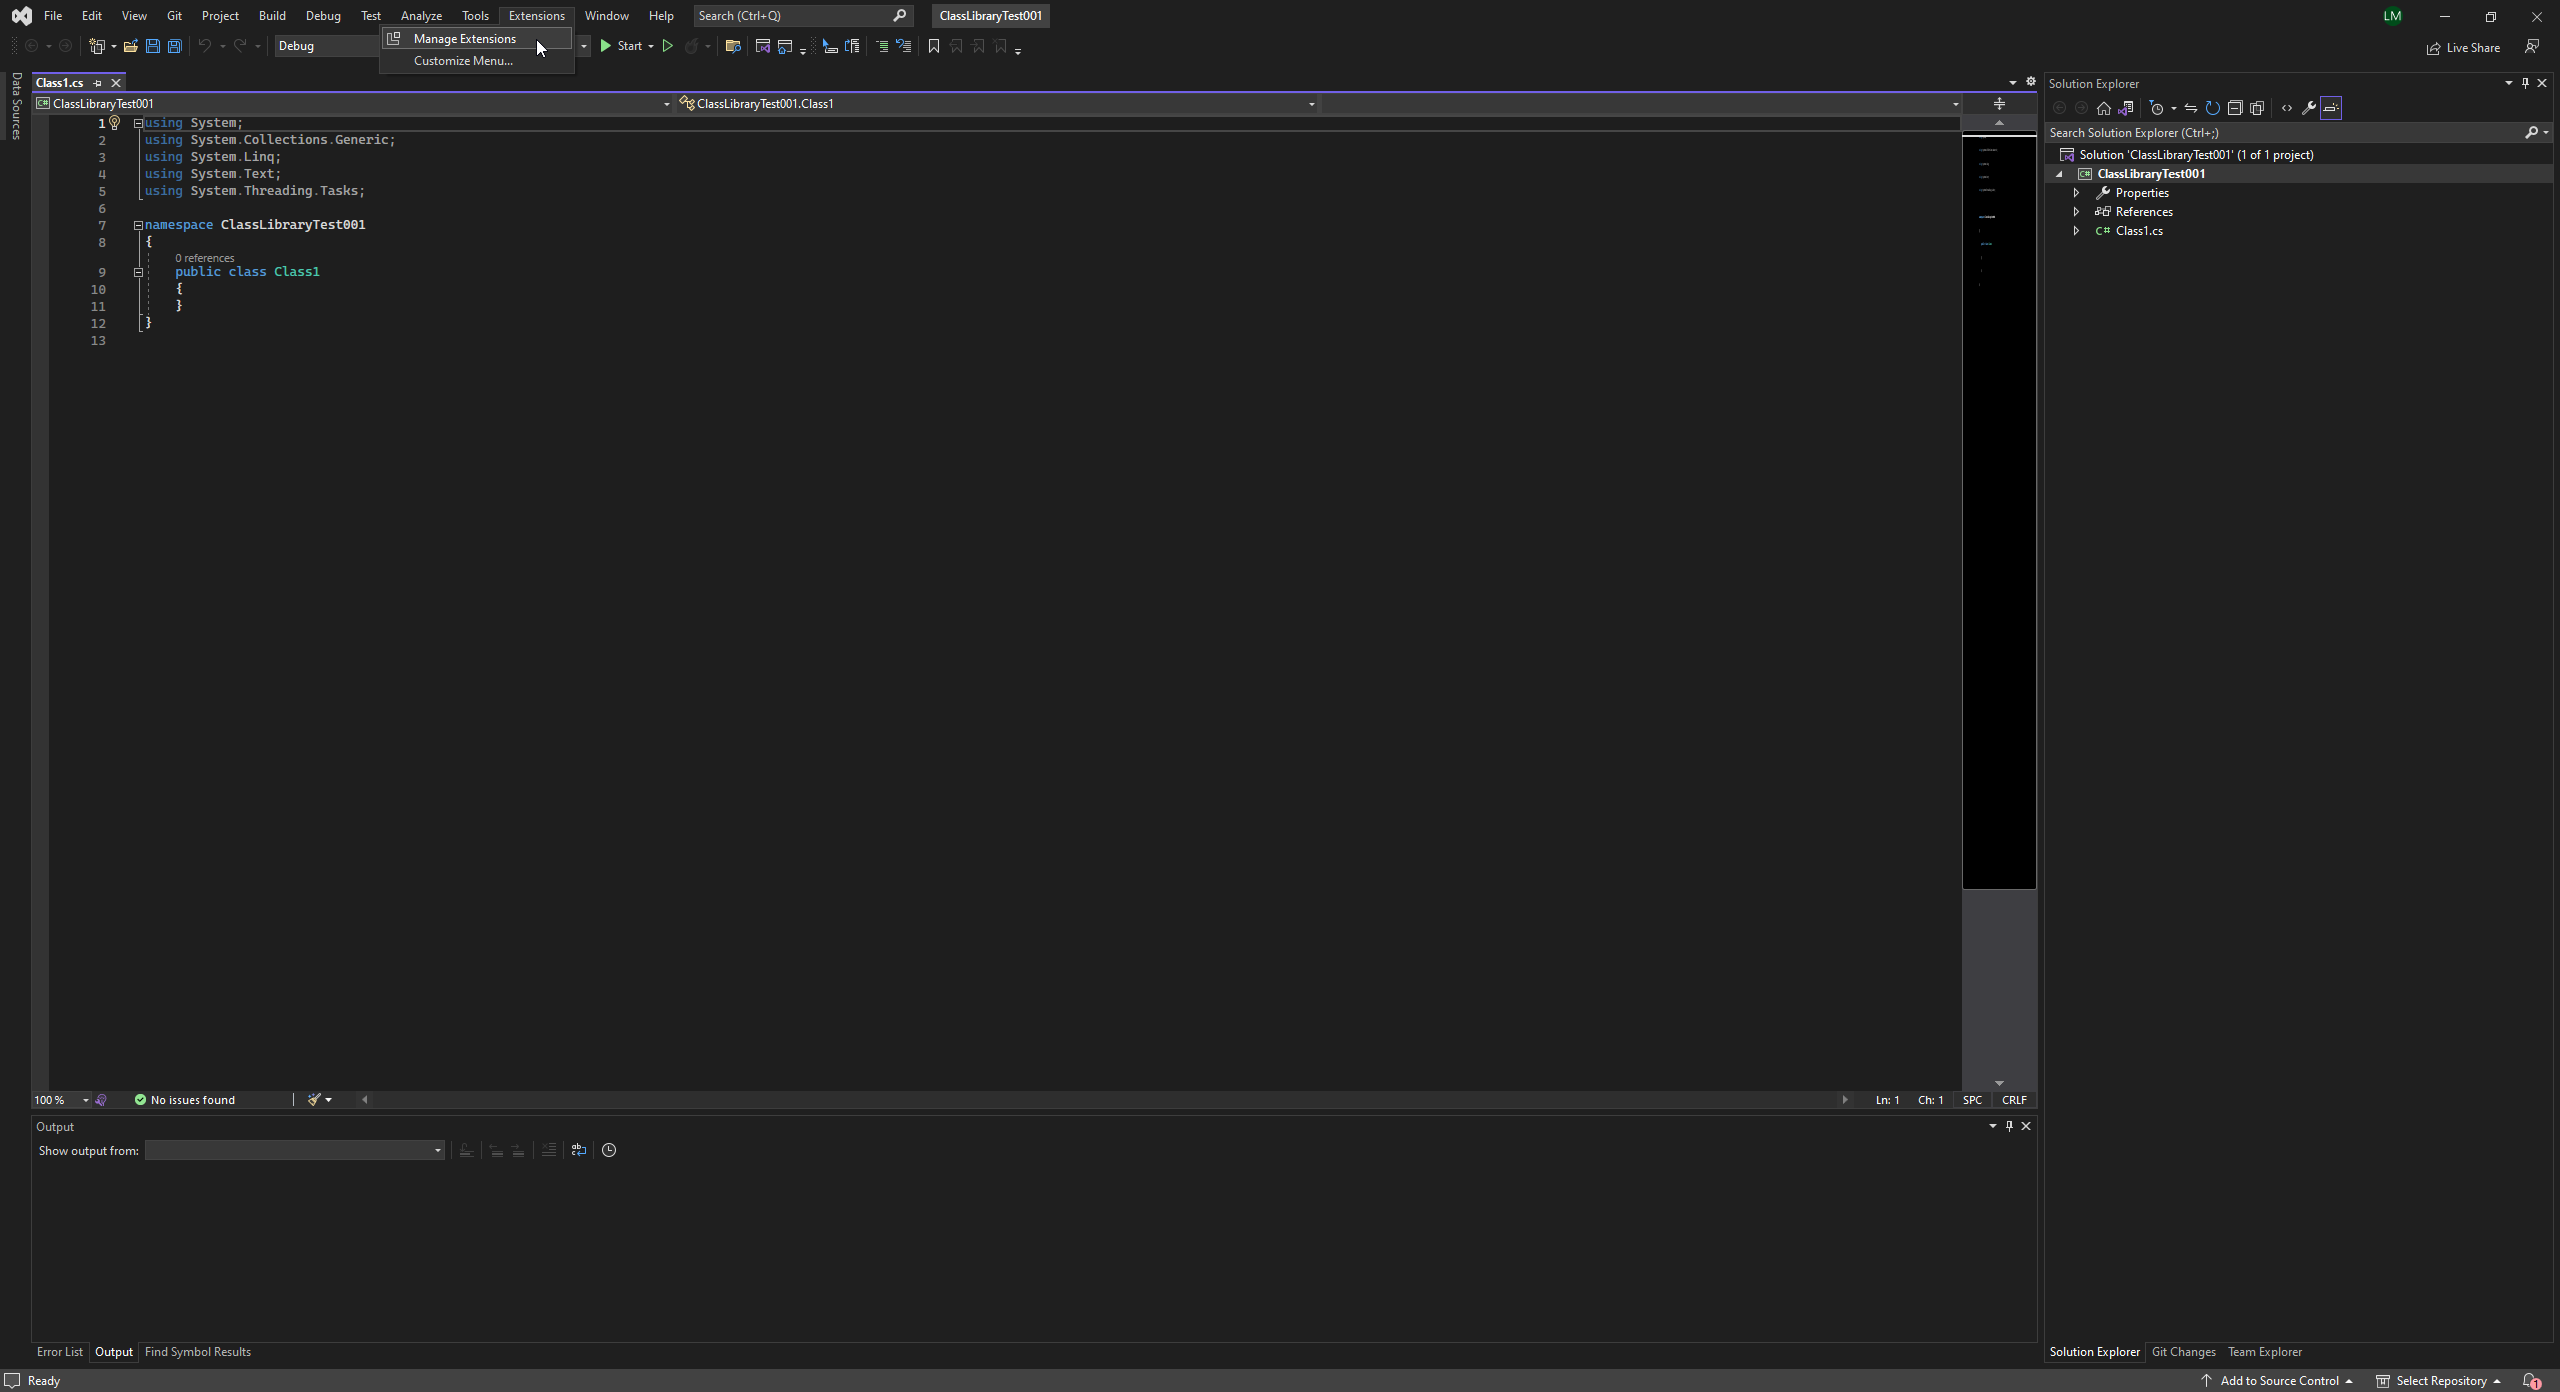 File Edit View Git Project Build Debug Test Analyze Tools Extensions Window Help Search (Ctrl+Q) ClassLibraryTest001 LM
Manage Extensions
Debug Start Live Share
Customize Menu...
Data Sources
Class1.cs
ClassLibraryTest001 ClassLibraryTest001.Class1
1 using System;
2 using System.Collections.Generic;
3 using System.Linq;
4 using System.Text;
5 using System.Threading.Tasks;
6
7 namespace ClassLibraryTest001
8 {
0 references
9 public class Class1
10 {
11 }
12 }
13
100 % No issues found Ln: 1 Ch: 1 SPC CRLF
Output
Show output from:
Error List Output Find Symbol Results
Solution Explorer
Search Solution Explorer (Ctrl+;)
Solution 'ClassLibraryTest001' (1 of 1 project)
C# ClassLibraryTest001
Properties
References
C# Class1.cs
Solution Explorer Git Changes Team Explorer
Ready Add to Source Control Select Repository 1